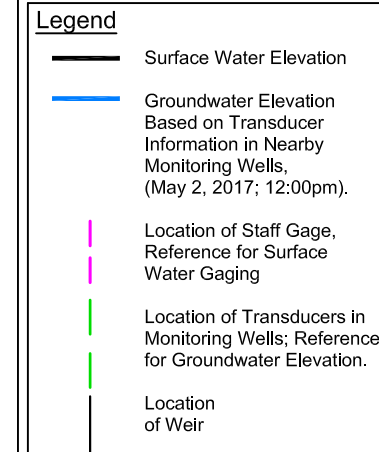 Legend
Surface Water Elevation
Groundwater Elevation
Based on Transducer
Information in Nearby
Monitoring Wells,
(May 2, 2017; 12:00pm).
Location of Staff Gage,
Reference for Surface
Water Gaging
Location of Transducers in
Monitoring Wells; Reference
for Groundwater Elevation.
Location
of Weir